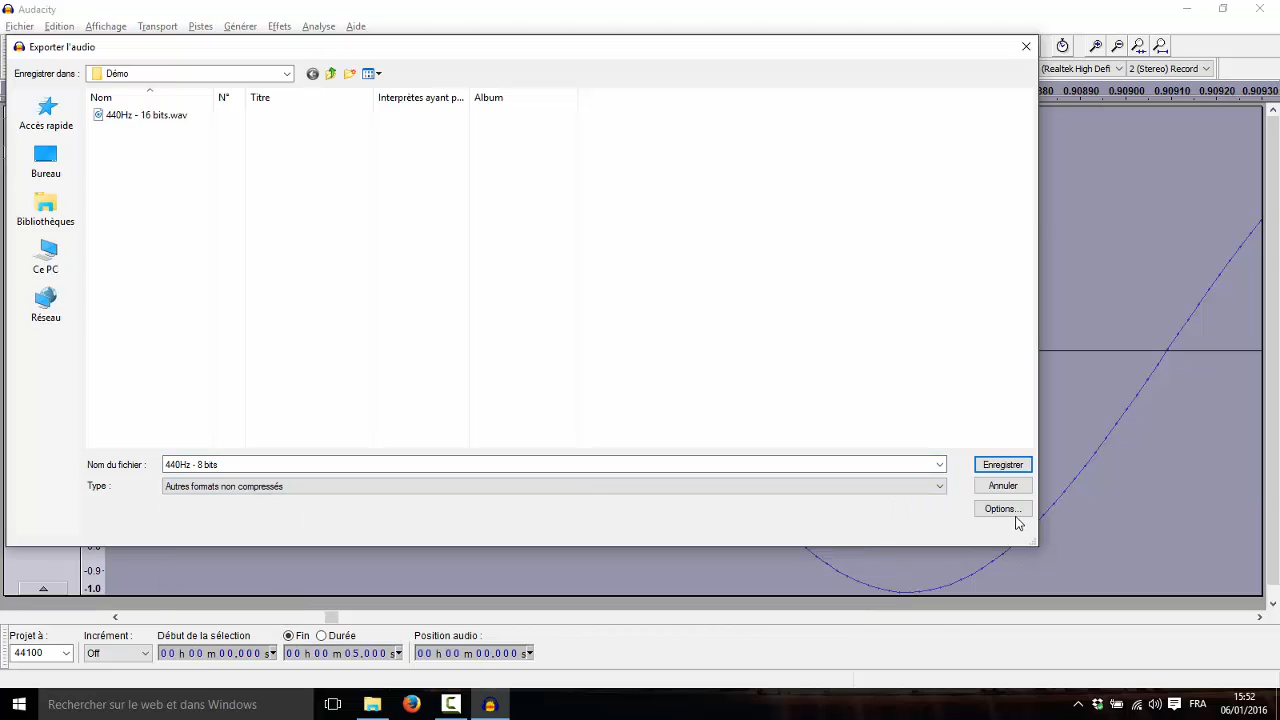 Audacity
Fichier Edition Affichage Transport Pistes Générer Effets Analyse Aide
Exporter l'audio
Enregistrer dans : Démo
(Realtek High Defi 2 (Stereo) Record
Nom N° Titre Interprètes ayant p... Album
380 0.90890 0.90900 0.90910 0.90920 0.90930
440Hz - 16 bits.wav
Accès rapide
Bureau
Bibliothèques
Ce PC
Réseau
Nom du fichier : 440Hz - 8 bits Enregistrer
Type : Autres formats non compressés Annuler
Options...
-0.9
-1.0
Projet à : Incrément : Début de la sélection Fin Durée Position audio :
44100 Off 00 h 00 m 00.000 s 00 h 00 m 05.000 s 00 h 00 m 00.000 s
Rechercher sur le web et dans Windows
FRA
15:52
06/01/2016